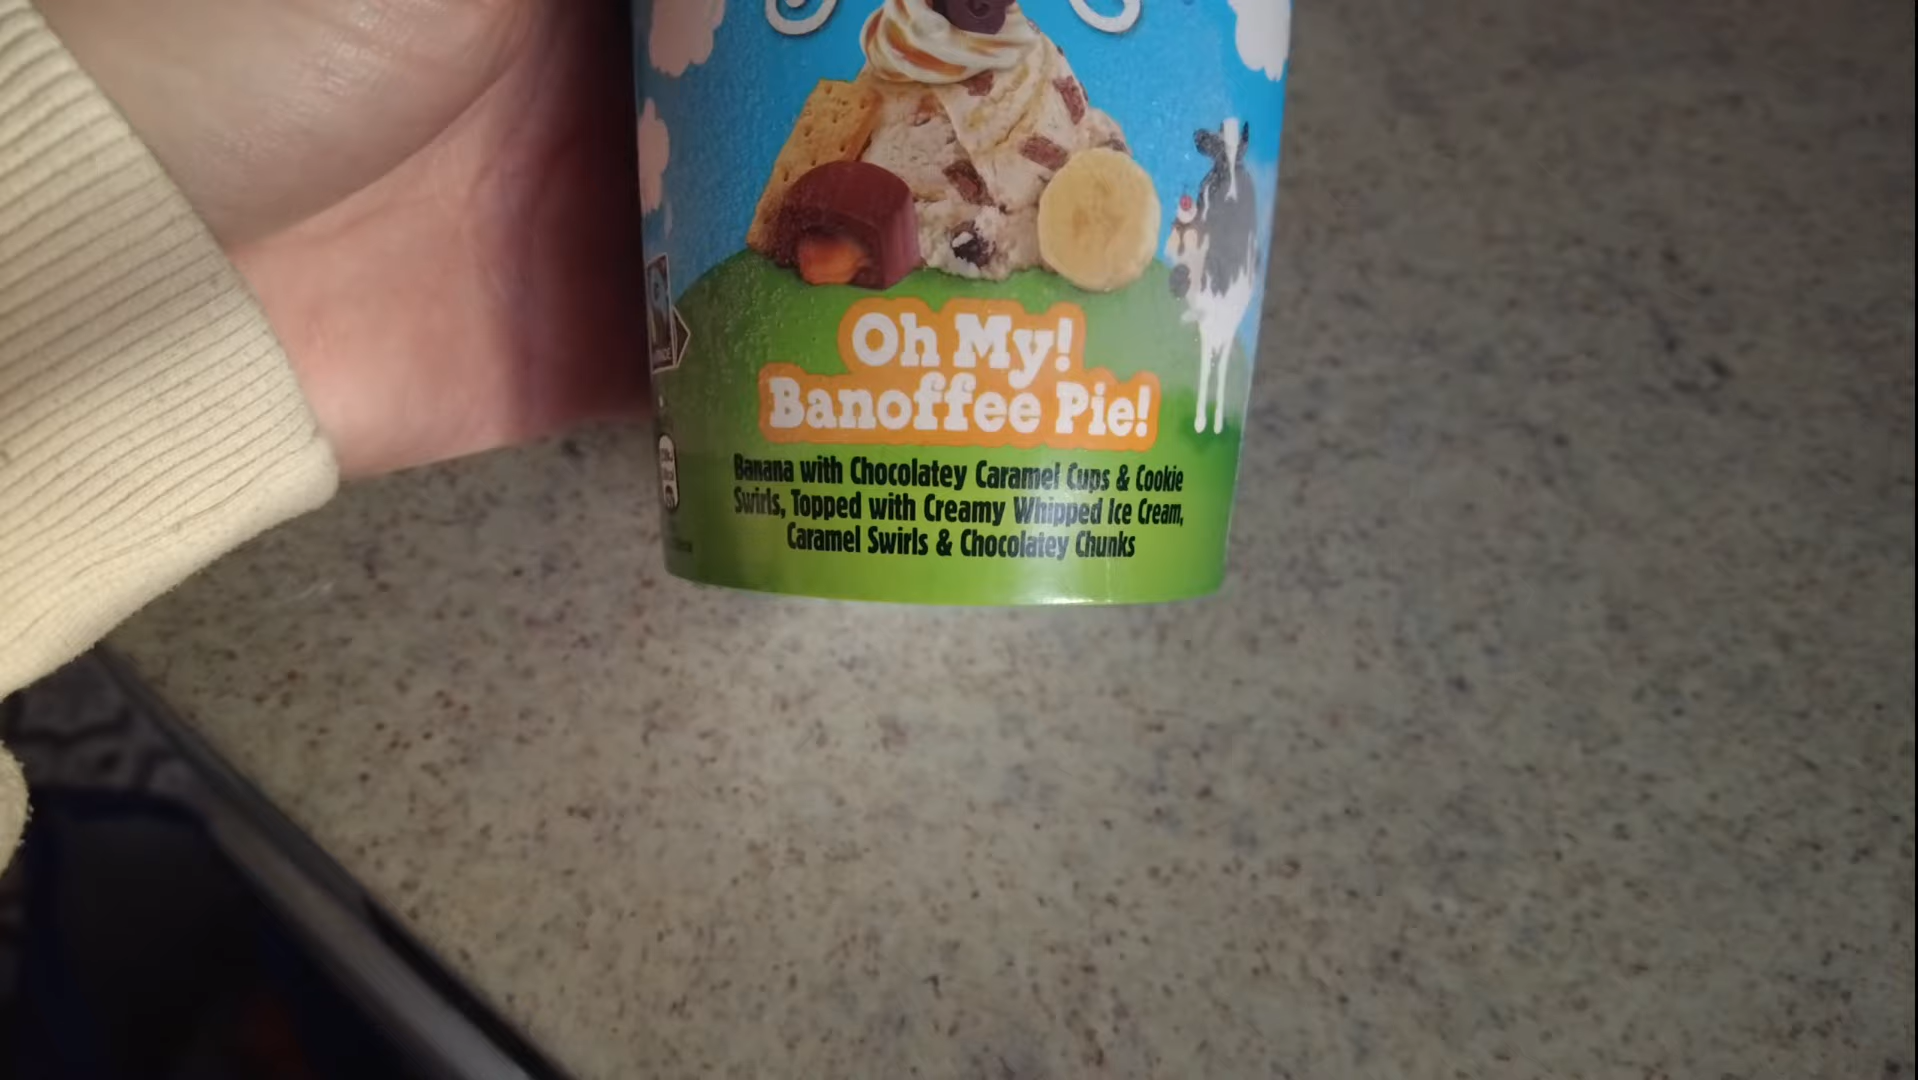 Oh My!
Banoffee Pie!
Banana with Chocolatey Caramel Cups & Cookie
Swirls, Topped with Creamy Whipped Ice Cream,
Caramel Swirls & Chocolatey Chunks